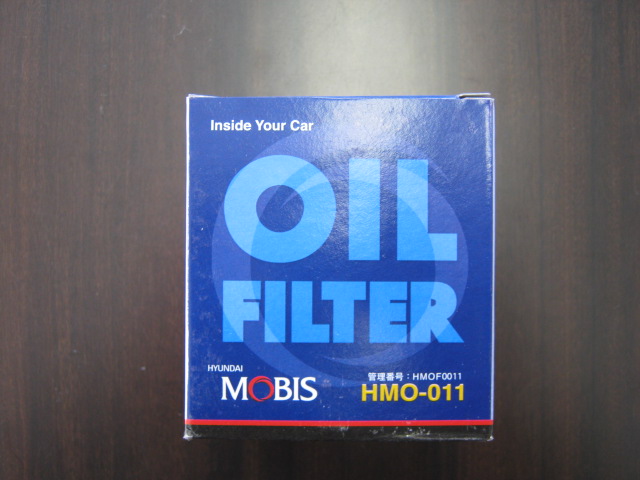 Inside Your Car
OIL
FILTER
HYUNDAI
MOBIS
管理番号：HMOF0011
HMO-011